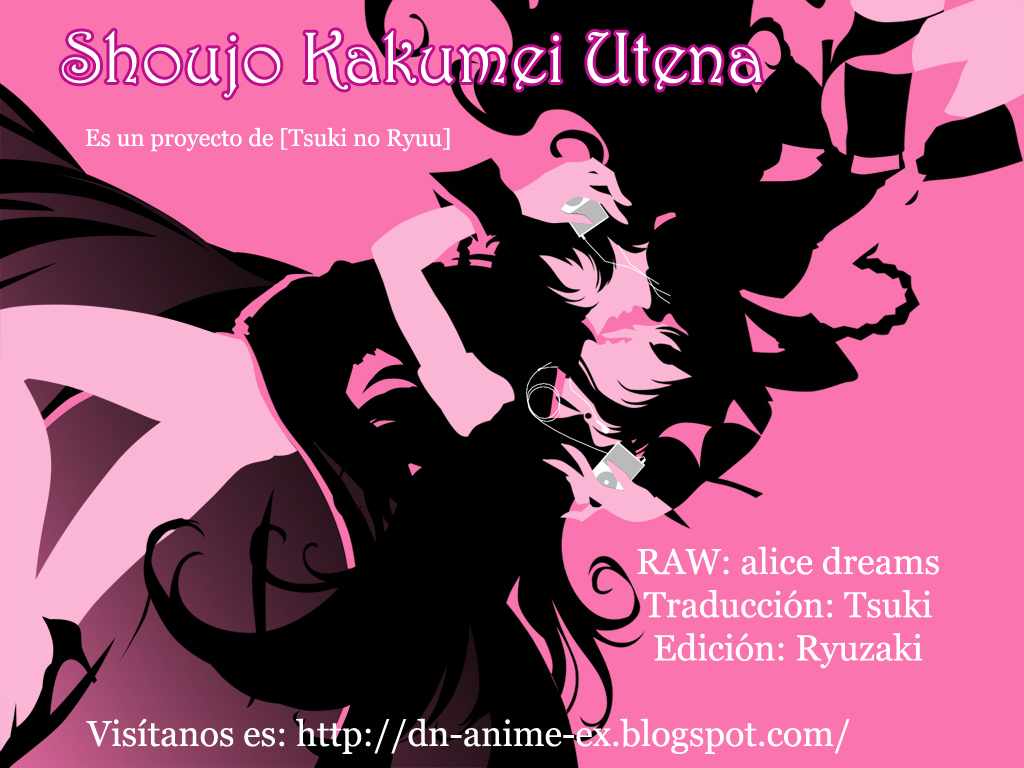 Shoujo Kakumei Utena
Es un proyecto de [Tsuki no Ryuu]
RAW: alice dreams
Traducción: Tsuki
Edición: Ryuzaki
Visítanos es: http://dn-anime-ex.blogspot.com/